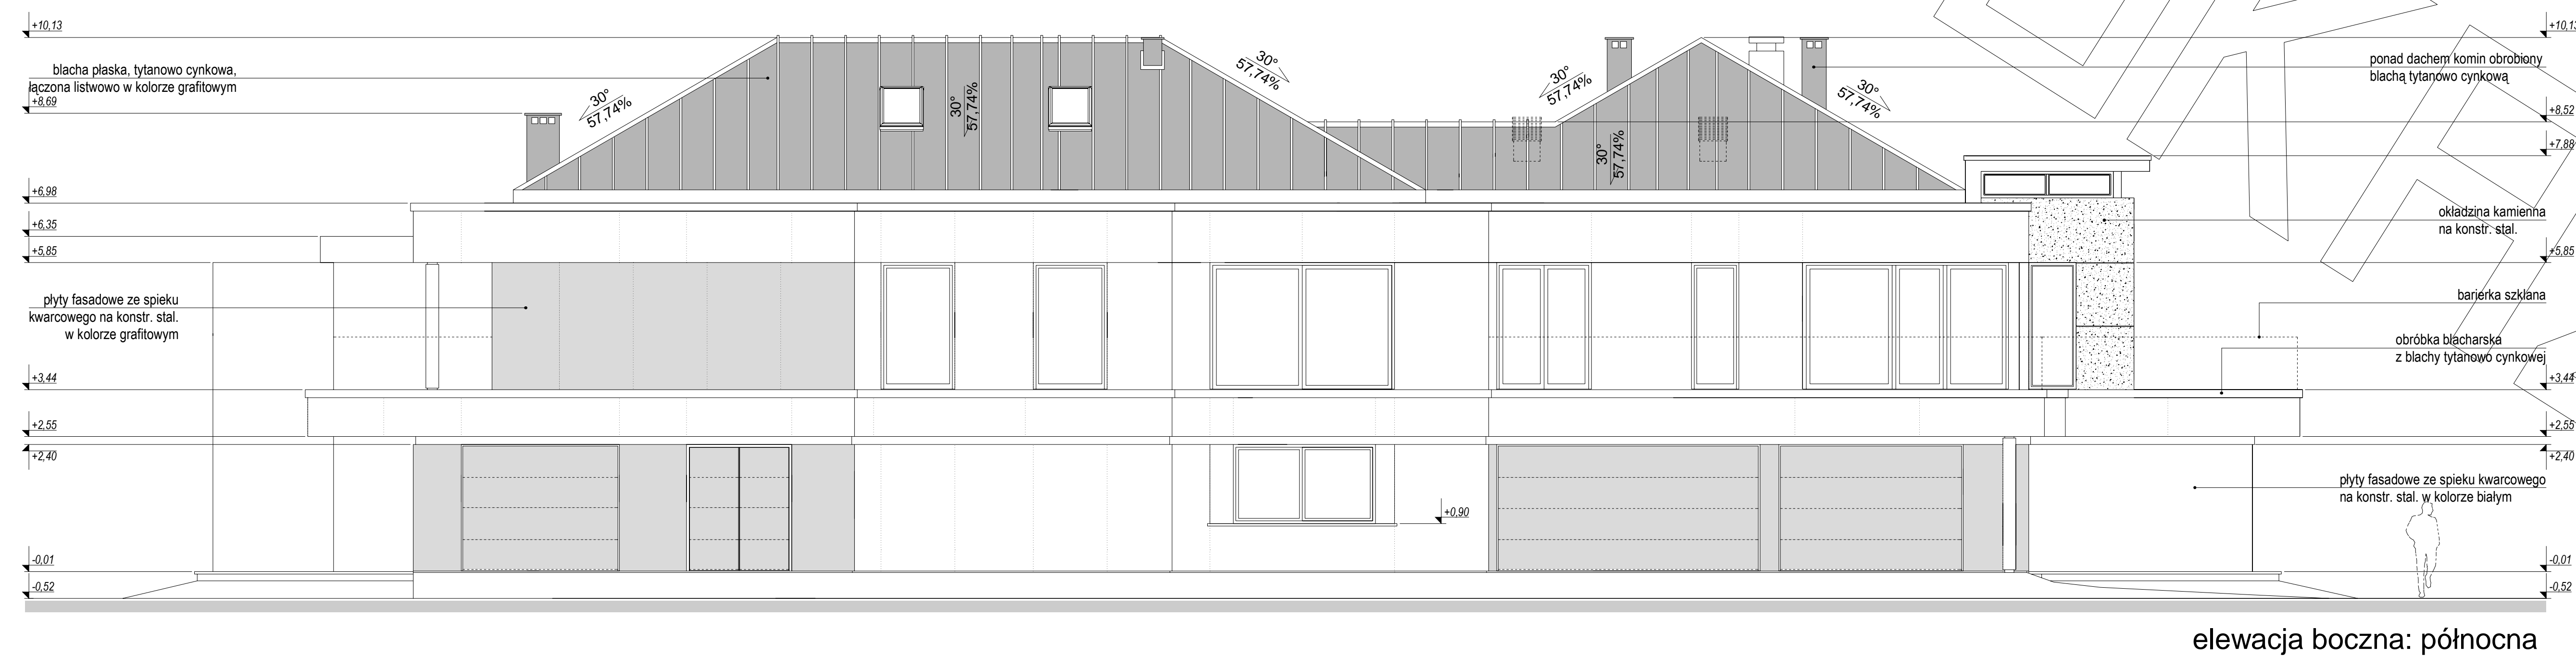 +10,13
blacha płaska, tytanowo cynkowa,
łączona listwowo w kolorze grafitowym
+8,69
+6,98
+6,35
+5,85
płyty fasadowe ze spieku
kwarcowego na konstr. stal.
w kolorze grafitowym
+3,44
+2,55
+2,40
-0,01
-0,52
30°
57,74%
30°
57,74%
30°
57,74%
30°
57,74%
30°
57,74%
30°
57,74%
+0,90
+10,13
ponad dachem komin obrobiony
blachą tytanowo cynkową
+8,52
+7,88
okładzina kamienna
na konstr. stal.
+5,85
barierka szklana
obróbka blacharska
z blachy tytanowo cynkowej
+3,44
+2,55
+2,40
płyty fasadowe ze spieku kwarcowego
na konstr. stal. w kolorze białym
-0,01
-0,52
elewacja boczna: północna